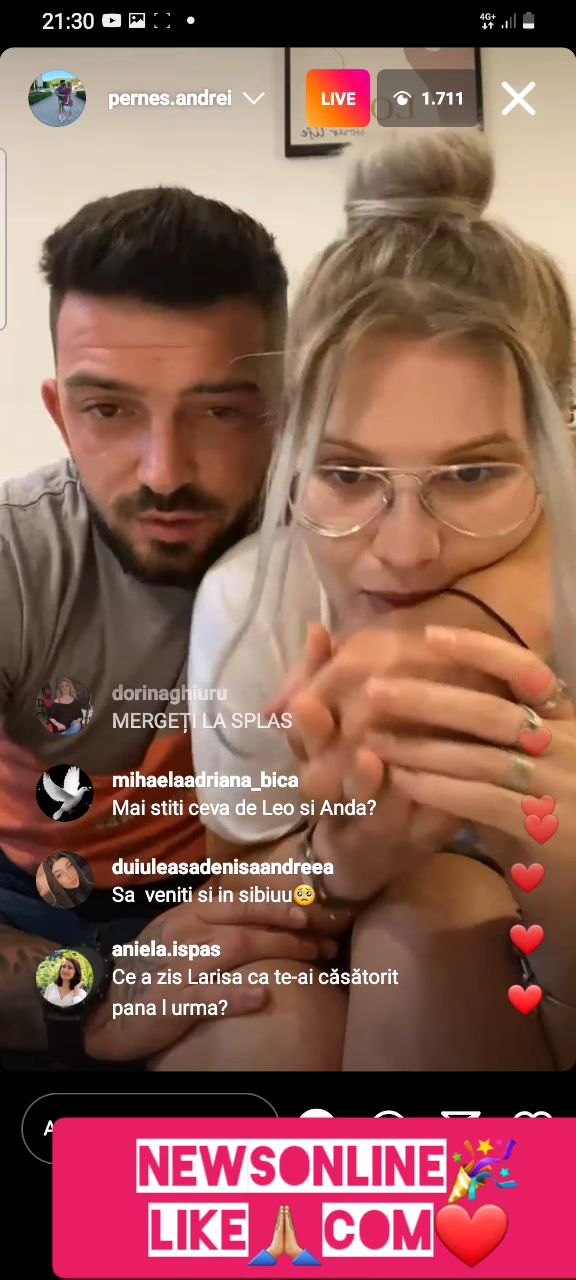 21:30
4G+
pernes.andrei
LIVE
1.711
your life
dorinaghiuru
MERGEȚI LA SPLAS
mihaelaadriana_bica
Mai stiti ceva de Leo si Anda?
duiuleasadenisaandreea
Sa veniti si in sibiuu🥺
aniela.ispas
Ce a zis Larisa ca te-ai căsătorit
pana l urma?
A
NEWSONLINE🎉
LIKE🙏🏼COM❤️